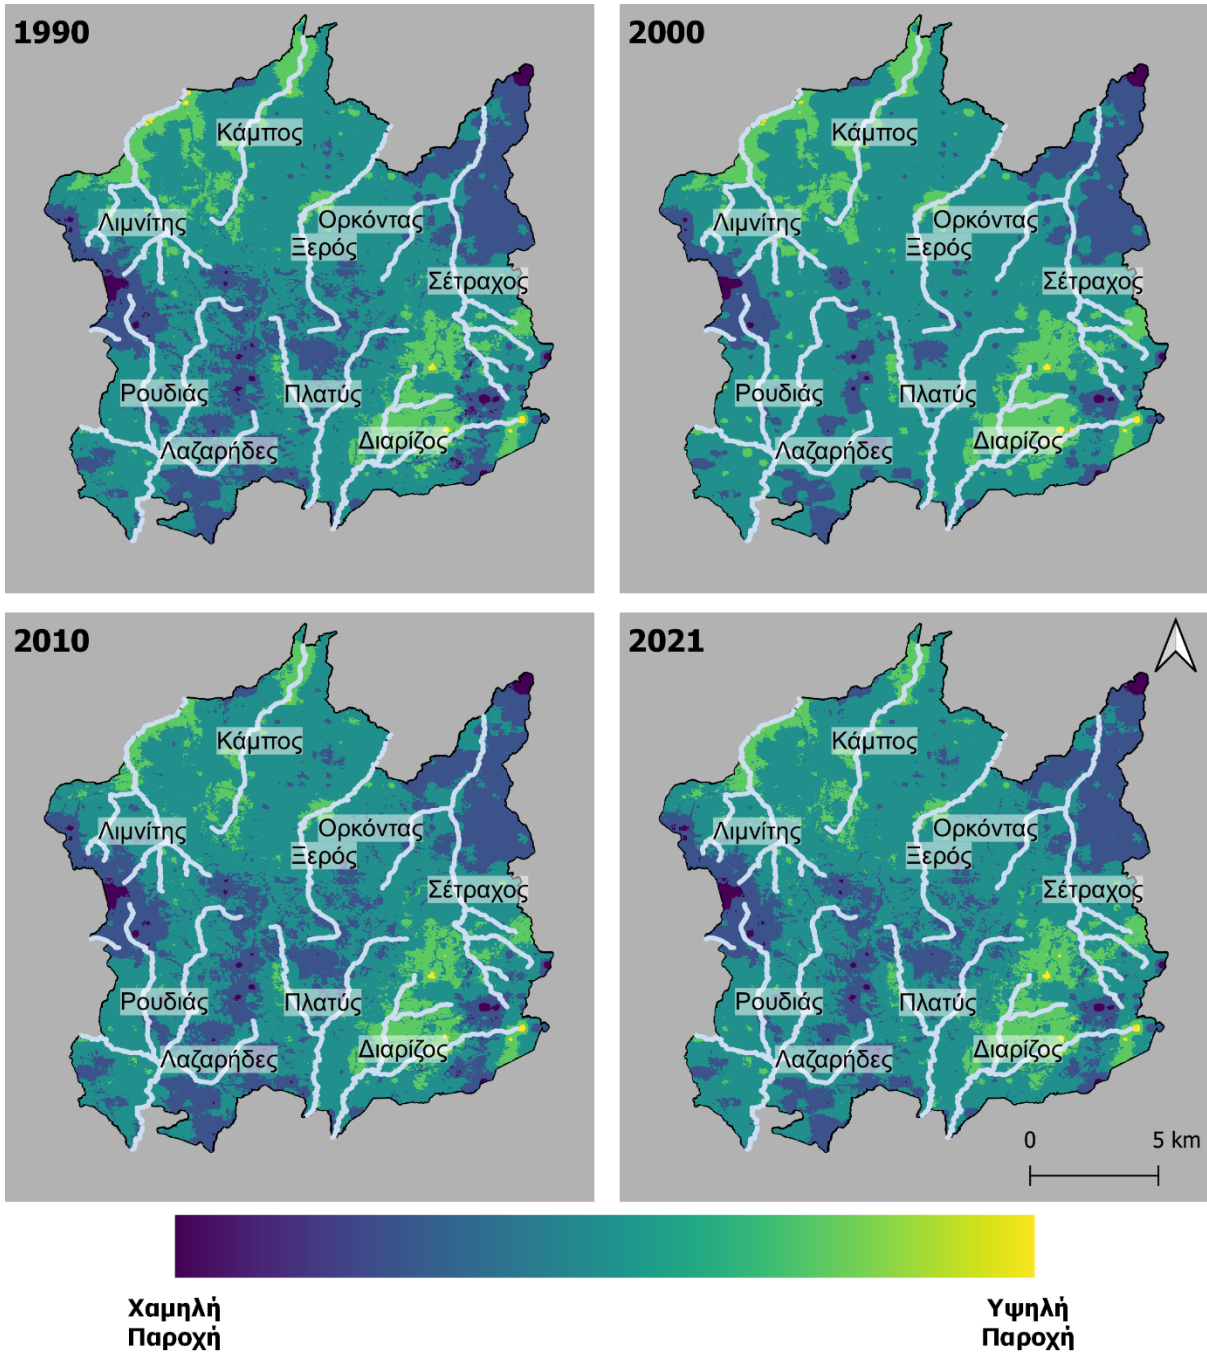 1990
Κάμπος
Λιμνίτης
Ορκόντας
Ξερός
Σέτραχος
Ρουδιάς
Πλατύς
Διαρίζος
Λαζαρήδες
2000
Κάμπος
Λιμνίτης
Ορκόντας
Ξερός
Σέτραχος
Ρουδιάς
Πλατύς
Διαρίζος
Λαζαρήδες
2010
Κάμπος
Λιμνίτης
Ορκόντας
Ξερός
Σέτραχος
Ρουδιάς
Πλατύς
Διαρίζος
Λαζαρήδες
2021
Κάμπος
Λιμνίτης
Ορκόντας
Ξερός
Σέτραχος
Ρουδιάς
Πλατύς
Διαρίζος
Λαζαρήδες
0 5 km
Χαμηλή
Παροχή
Υψηλή
Παροχή